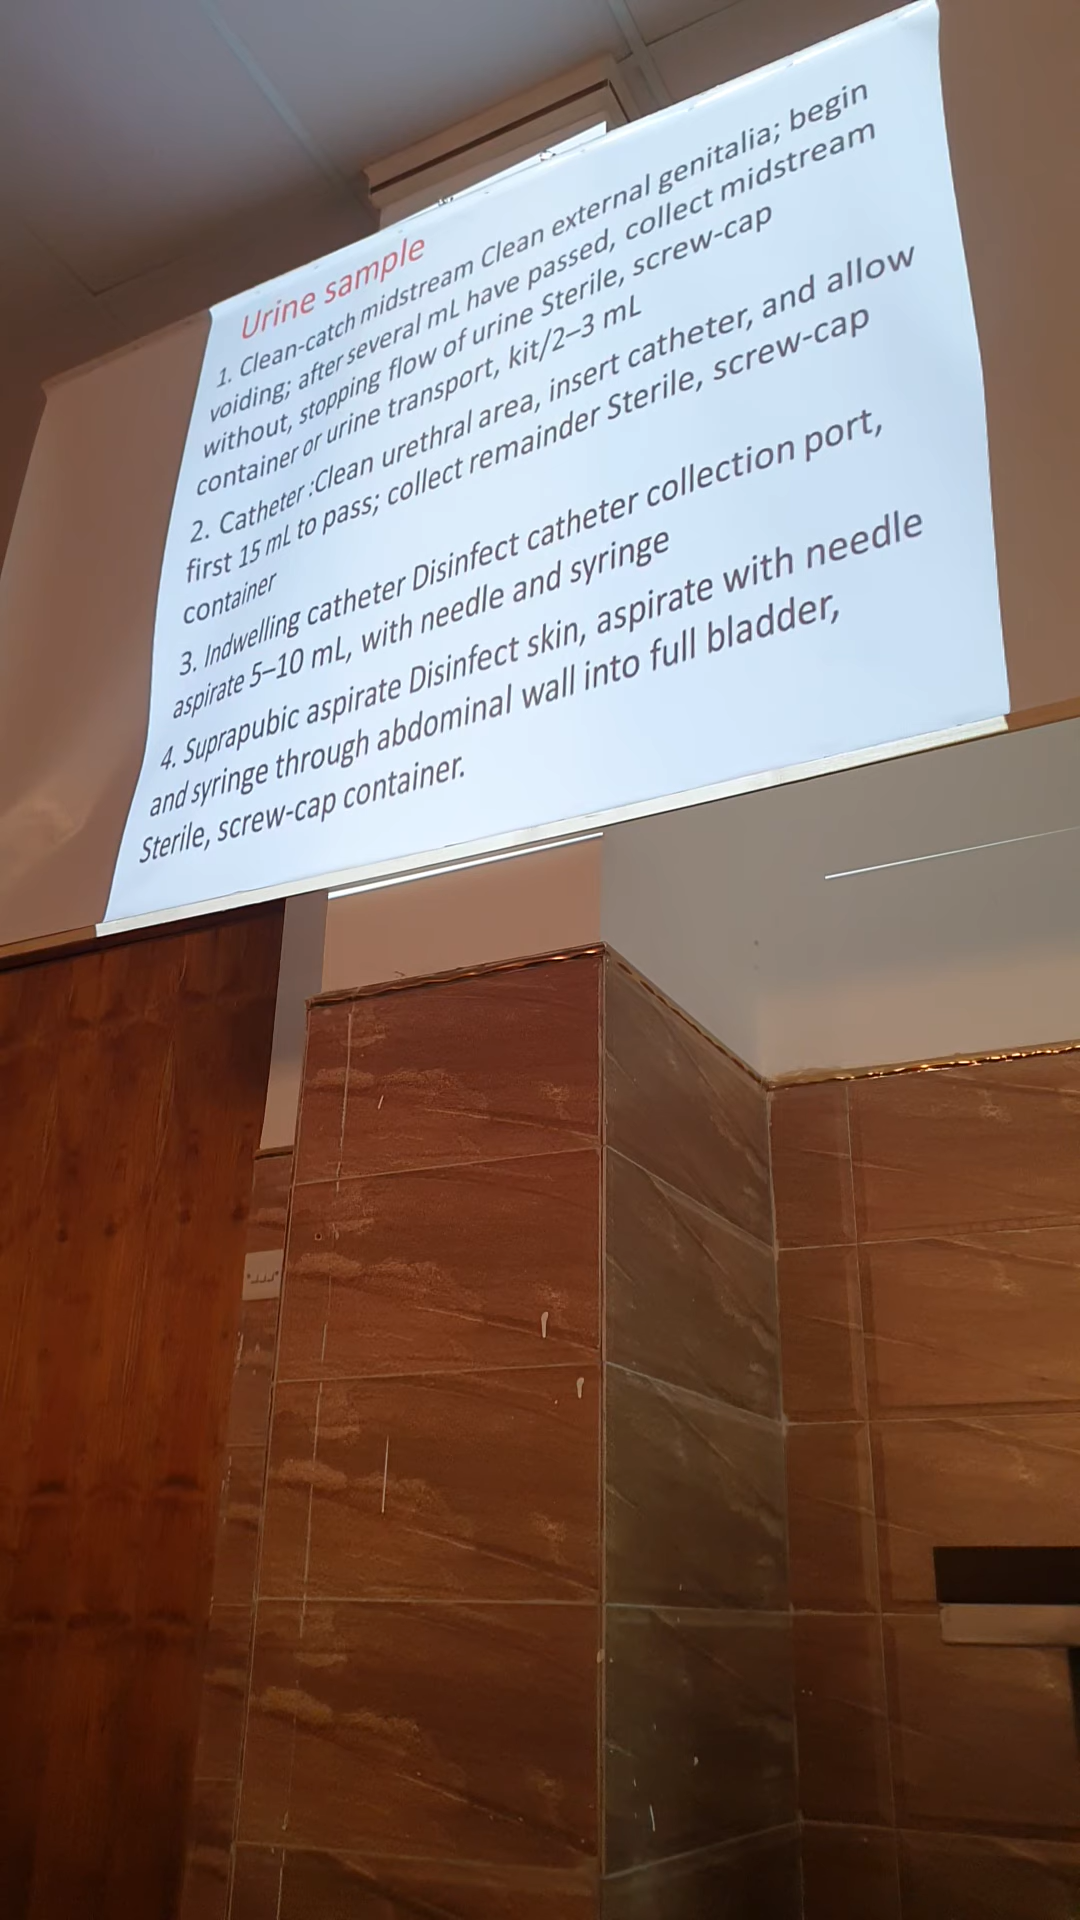 Urine sample
1. Clean-catch midstream Clean external genitalia; begin
voiding; after several mL have passed, collect midstream
without, stopping flow of urine Sterile, screw-cap
container or urine transport, kit/2–3 mL
2. Catheter :Clean urethral area, insert catheter, and allow
first 15 mL to pass; collect remainder Sterile, screw-cap
container
3. Indwelling catheter Disinfect catheter collection port,
aspirate 5–10 mL, with needle and syringe
4. Suprapubic aspirate Disinfect skin, aspirate with needle
and syringe through abdominal wall into full bladder,
Sterile, screw-cap container.